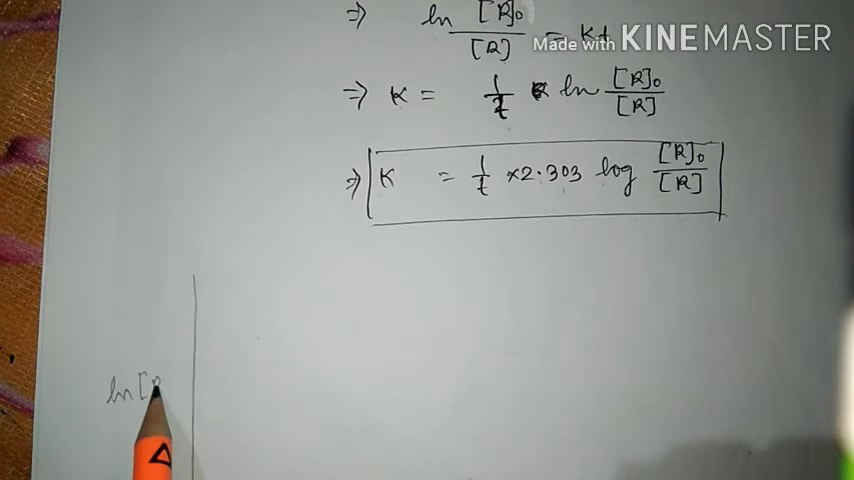 ⇒ ln [R]₀/[R] = Kt
Made with KINEMASTER
⇒ K = 1/t ln [R]₀/[R]
⇒ K = 1/t ×2.303 log [R]₀/[R]
ln [R